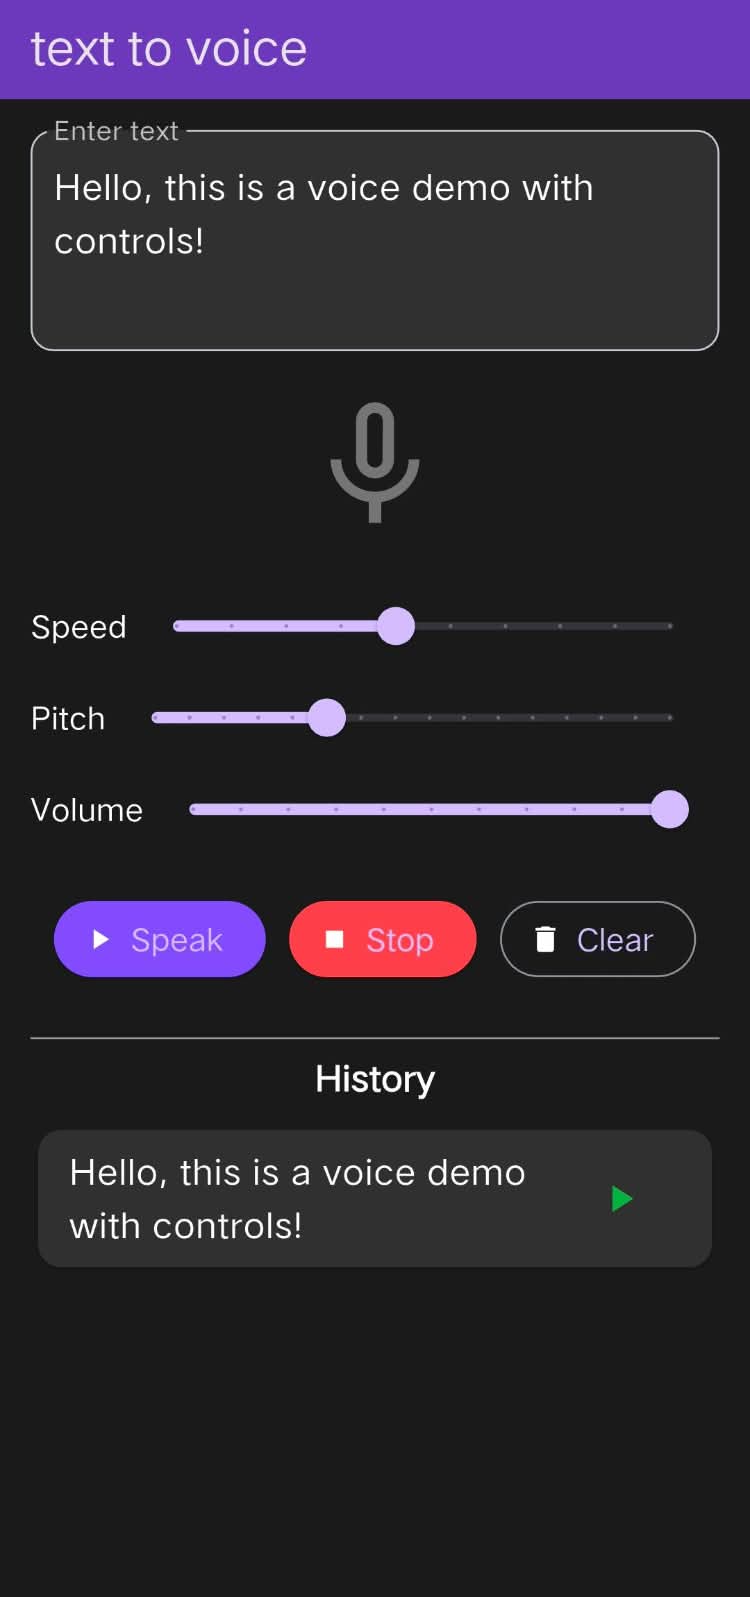 text to voice
Enter text
Hello, this is a voice demo with
controls!
Speed
Pitch
Volume
Speak
Stop
Clear
History
Hello, this is a voice demo
with controls!